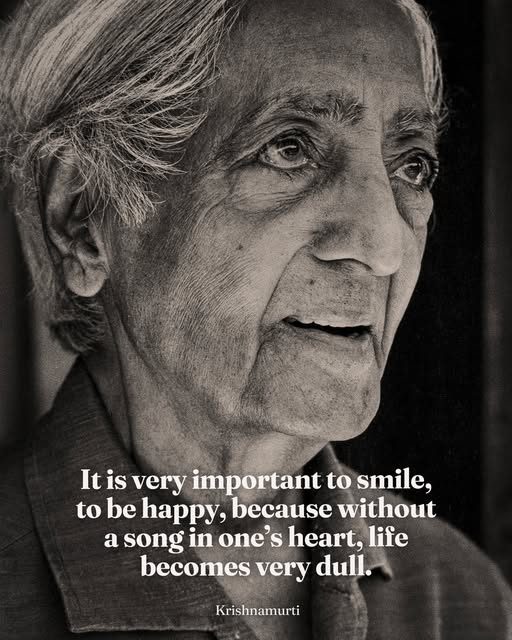 It is very important to smile,
to be happy, because without
a song in one’s heart, life
becomes very dull.
Krishnamurti